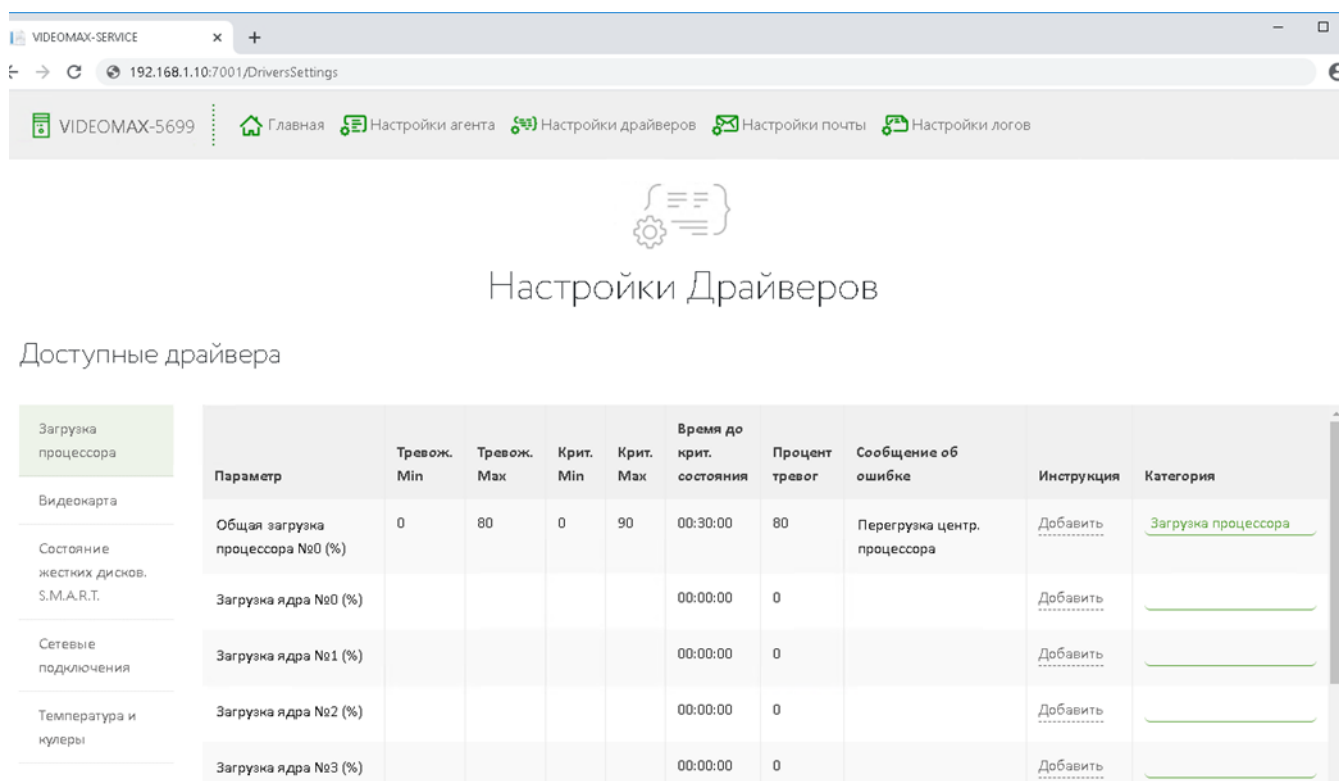 VIDEOMAX-SERVICE
192.168.1.10:7001/DriversSettings
VIDEOMAX-5699 Главная Настройки агента Настройки драйверов Настройки почты Настройки логов
Настройки Драйверов
Доступные драйвера
Загрузка
процессора
Видеокарта
Состояние
жестких дисков.
S.M.A.R.T.
Сетевые
подключения
Температура и
кулеры
Параметр
Тревож.
Min
Тревож.
Max
Крит.
Min
Крит.
Max
Время до
крит.
состояния
Процент
тревог
Сообщение об
ошибке
Инструкция
Категория
Общая загрузка
процессора №0 (%)
0
80
0
90
00:30:00
80
Перегрузка центр.
процессора
Добавить
Загрузка процессора
Загрузка ядра №0 (%) 00:00:00 0 Добавить
Загрузка ядра №1 (%) 00:00:00 0 Добавить
Загрузка ядра №2 (%) 00:00:00 0 Добавить
Загрузка ядра №3 (%) 00:00:00 0 Добавить